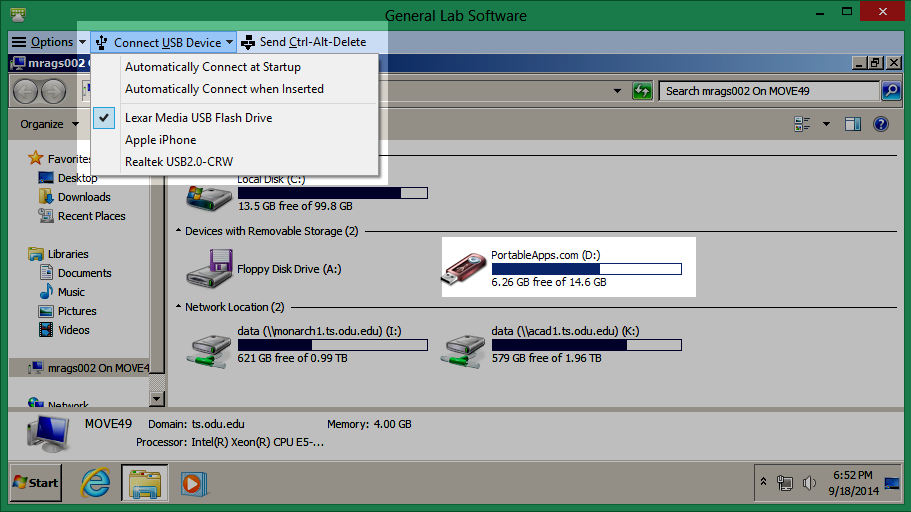 General Lab Software
Options
Connect USB Device
Send Ctrl-Alt-Delete
mrags002
Automatically Connect at Startup
Automatically Connect when Inserted
Lexar Media USB Flash Drive
Apple iPhone
Realtek USB2.0-CRW
Search mrags002 On MOVE49
Organize
Favorites
Desktop
Downloads
Recent Places
Libraries
Documents
Music
Pictures
Videos
mrags002 On MOVE49
Network
Local Disk (C:)
13.5 GB free of 99.8 GB
Devices with Removable Storage (2)
Floppy Disk Drive (A:)
PortableApps.com (D:)
6.26 GB free of 14.6 GB
Network Location (2)
data (\\monarch1.ts.odu.edu) (I:)
621 GB free of 0.99 TB
data (\\acad1.ts.odu.edu) (K:)
579 GB free of 1.96 TB
MOVE49 Domain: ts.odu.edu Memory: 4.00 GB
Processor: Intel(R) Xeon(R) CPU E5-...
Start
6:52 PM
9/18/2014